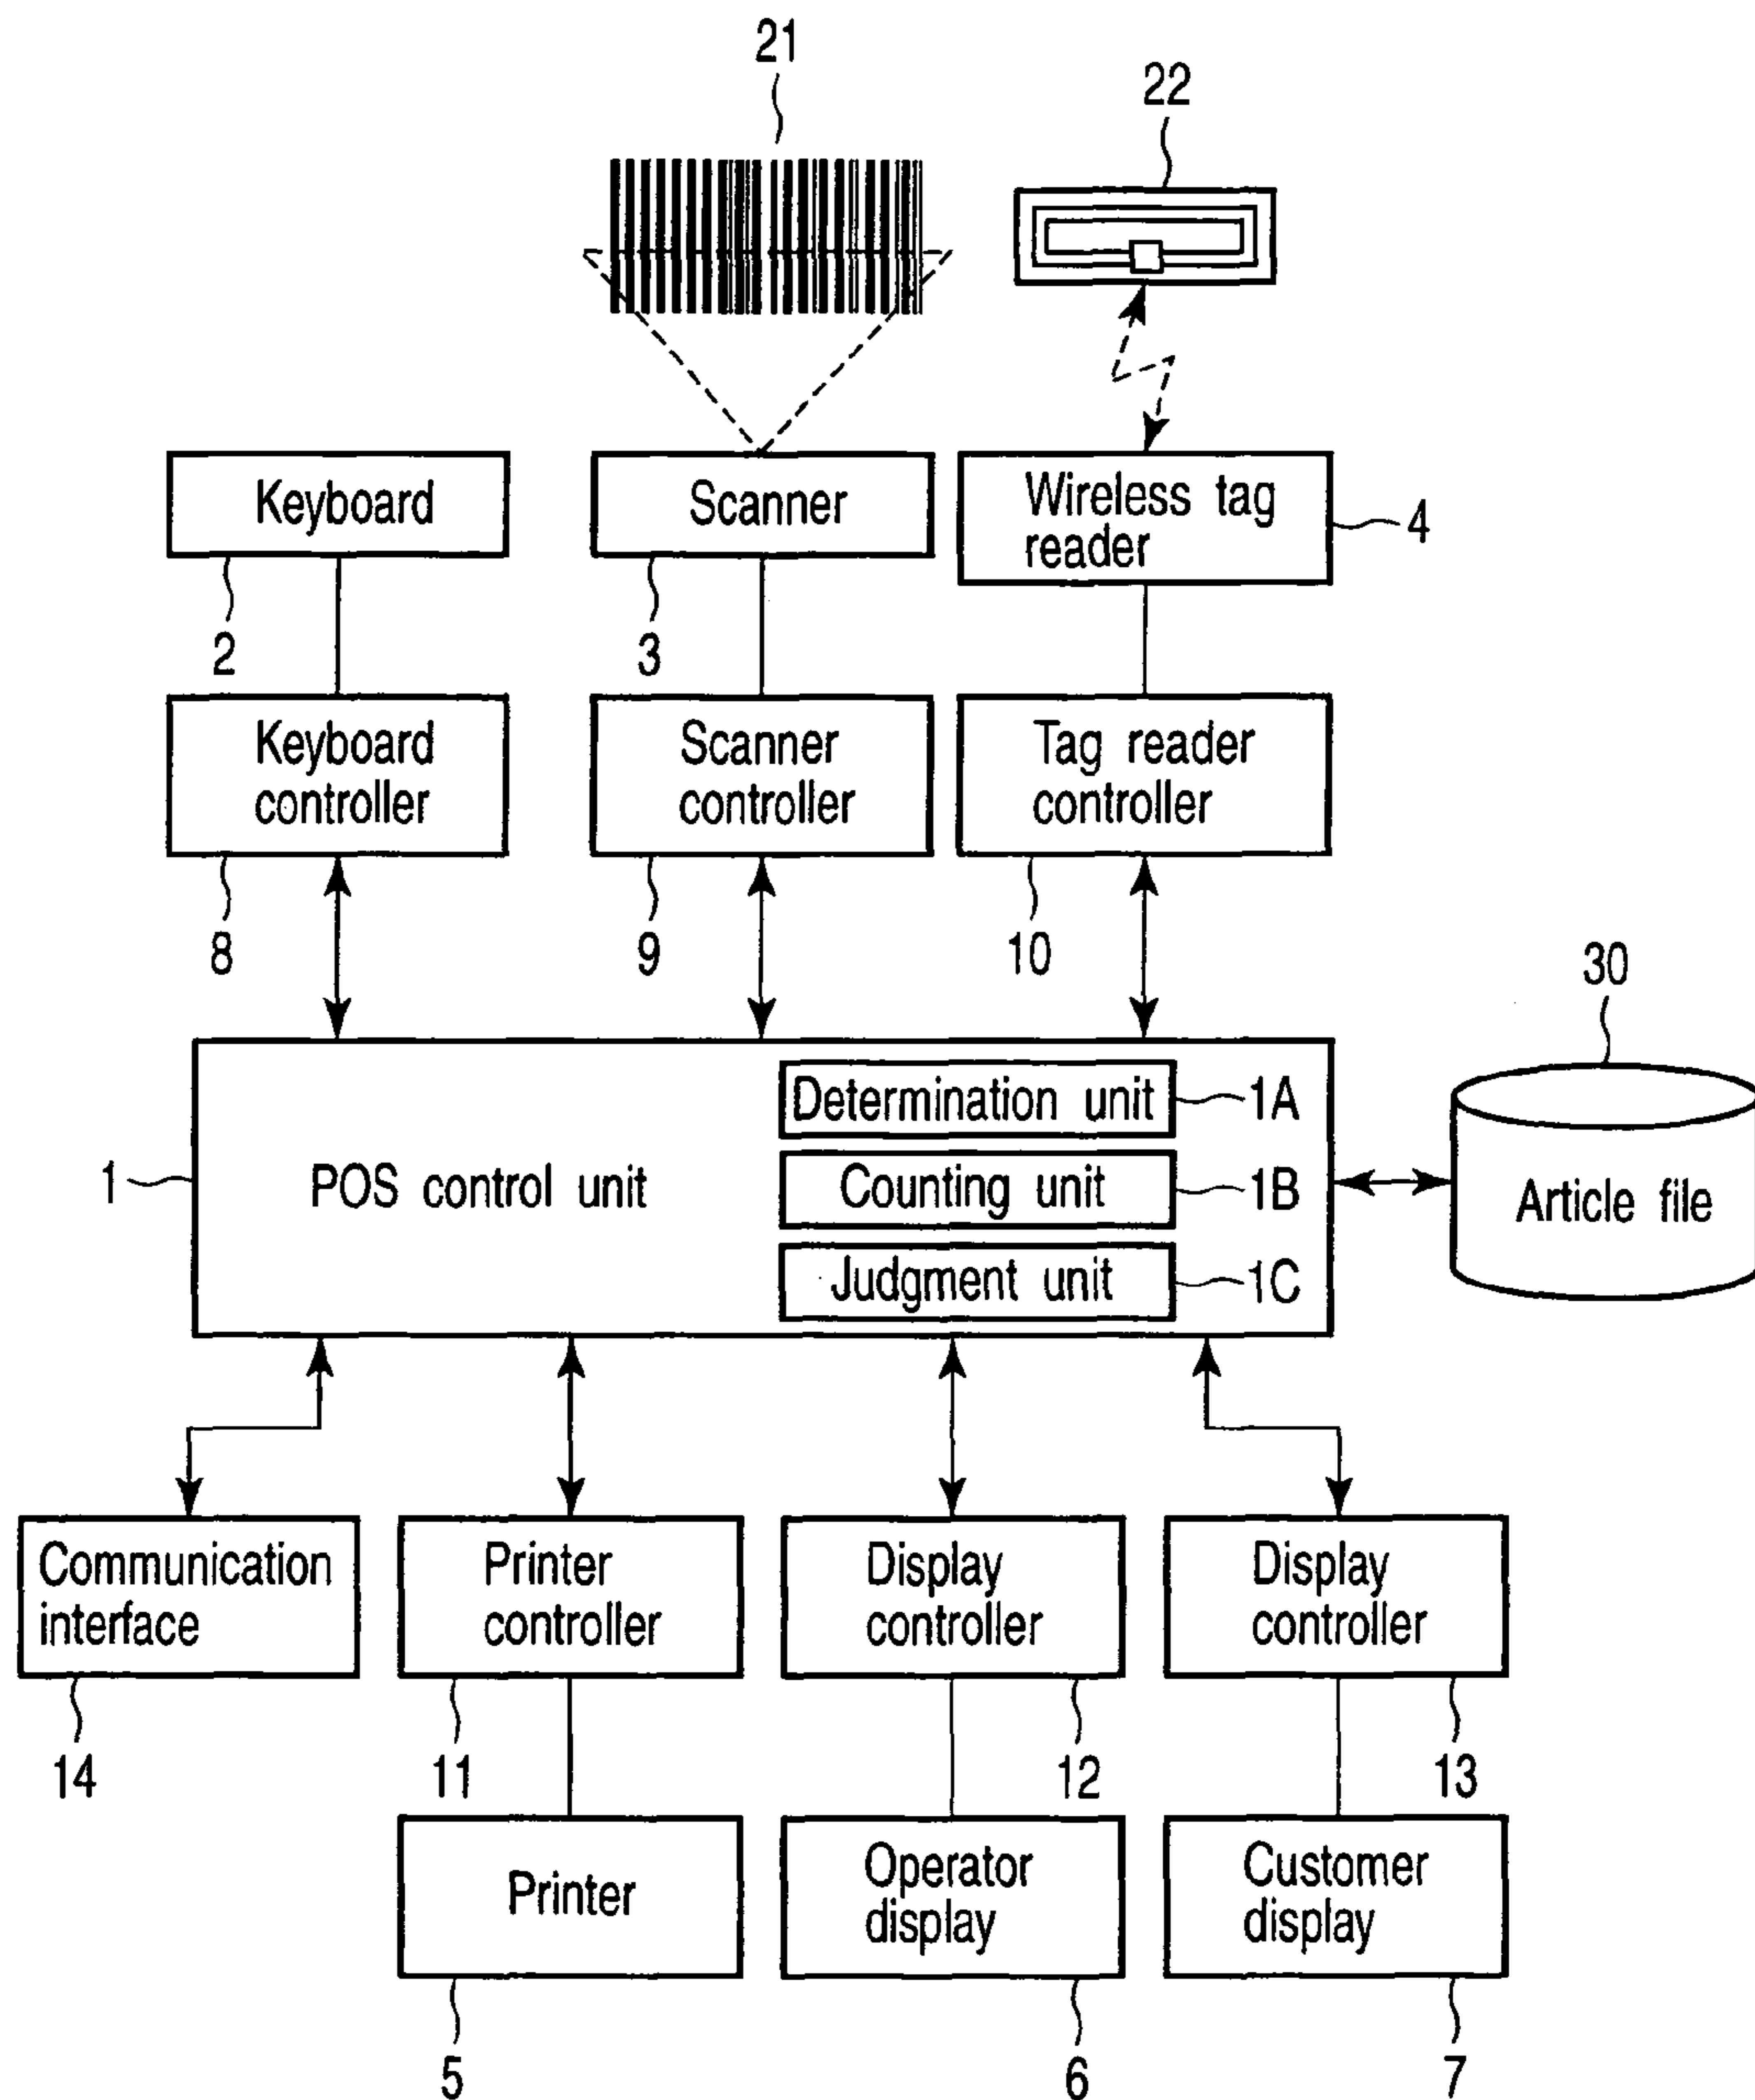 21
22
Keyboard
Scanner
Wireless tag
reader
4
2
3
Keyboard
controller
Scanner
controller
Tag reader
controller
8
9
10
30
1
POS control unit
Determination unit
1A
Counting unit
1B
Judgment unit
1C
Article file
Communication
interface
Printer
controller
Display
controller
Display
controller
14
11
12
13
Printer
Operator
display
Customer
display
5
6
7